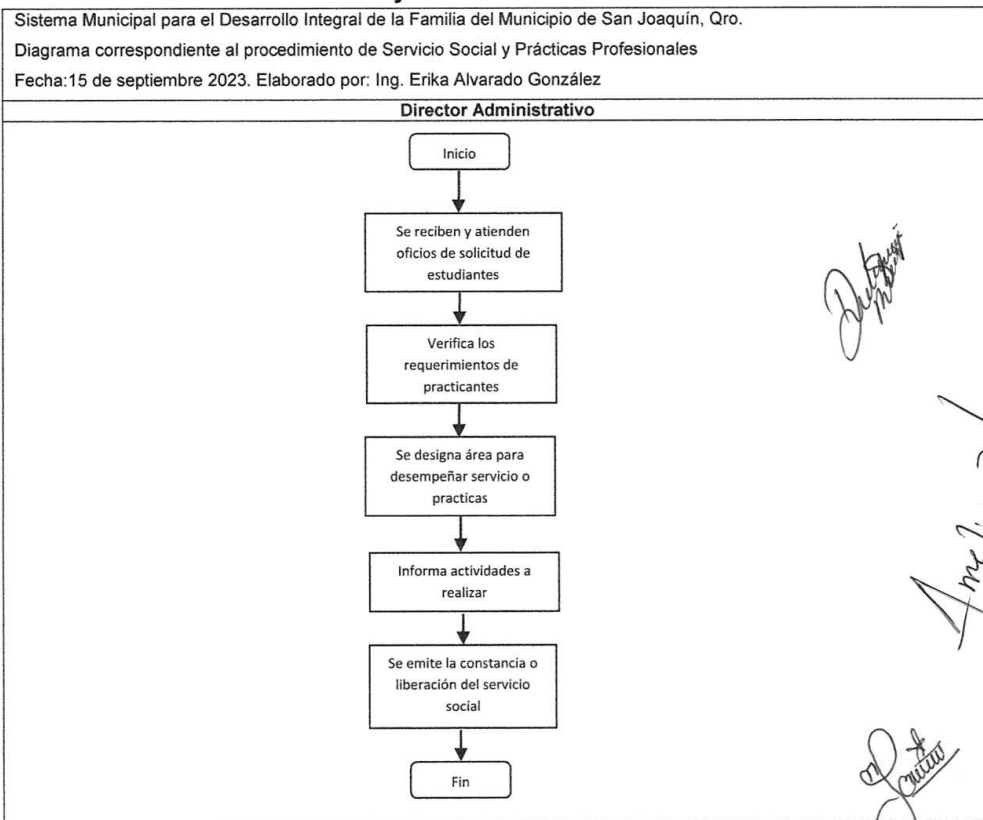 Sistema Municipal para el Desarrollo Integral de la Familia del Municipio de San Joaquín, Qro.
Diagrama correspondiente al procedimiento de Servicio Social y Prácticas Profesionales
Fecha:15 de septiembre 2023. Elaborado por: Ing. Erika Alvarado González
Director Administrativo
Inicio
Se reciben y atienden
oficios de solicitud de
estudiantes
Verifica los
requerimientos de
practicantes
Se designa área para
desempeñar servicio o
practicas
Informa actividades a
realizar
Se emite la constancia o
liberación del servicio
social
Fin